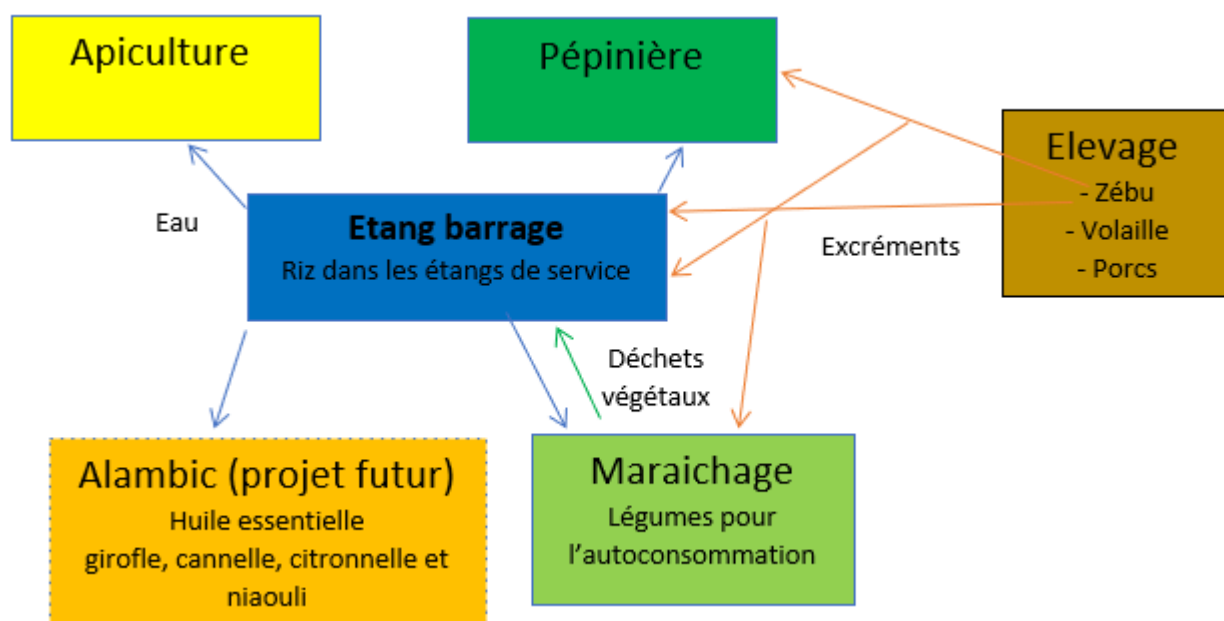 Apiculture
Pépinière
Elevage
- Zébu
- Volaille
- Porcs
Eau
Etang barrage
Riz dans les étangs de service
Excréments
Déchets
végétaux
Alambic (projet futur)
Huile essentielle
girofle, cannelle, citronnelle et
niaouli
Maraichage
Légumes pour
l'autoconsommation